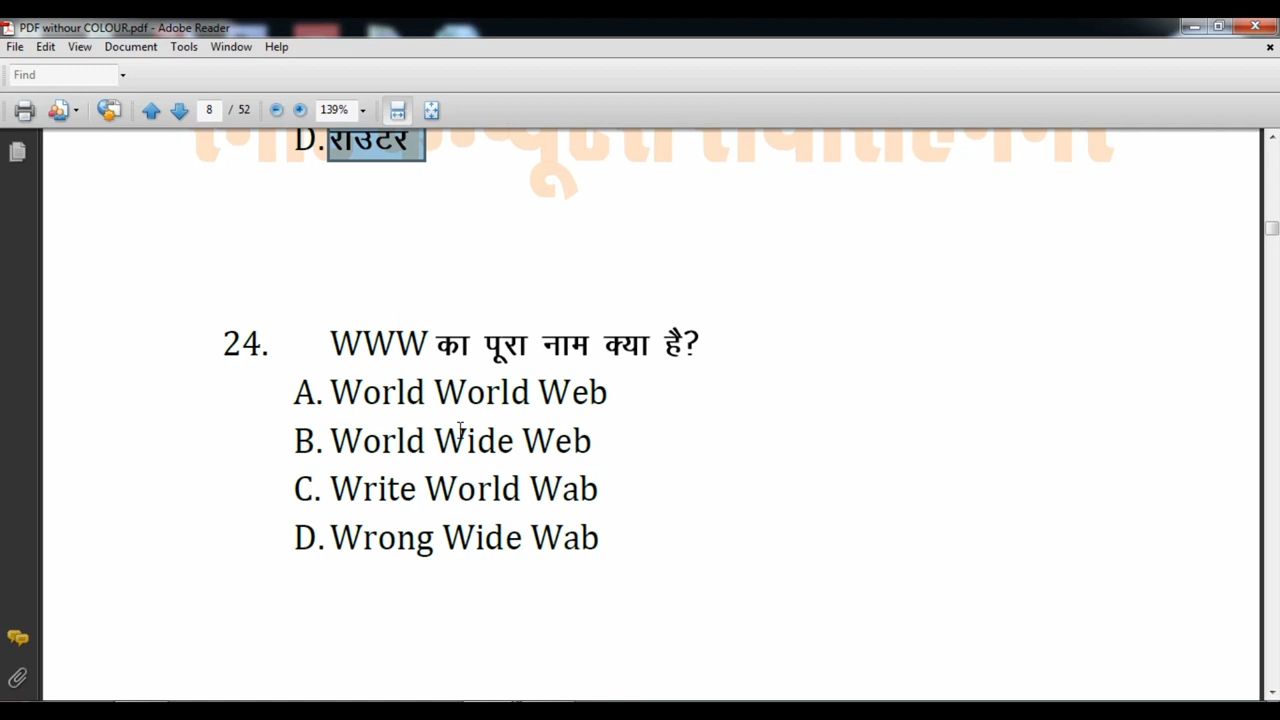 PDF withour COLOUR.pdf - Adobe Reader
File Edit View Document Tools Window Help
Find
8 / 52 139%
D. राउटर
24. WWW का पूरा नाम क्या है?
A. World World Web
B. World Wide Web
C. Write World Wab
D. Wrong Wide Wab